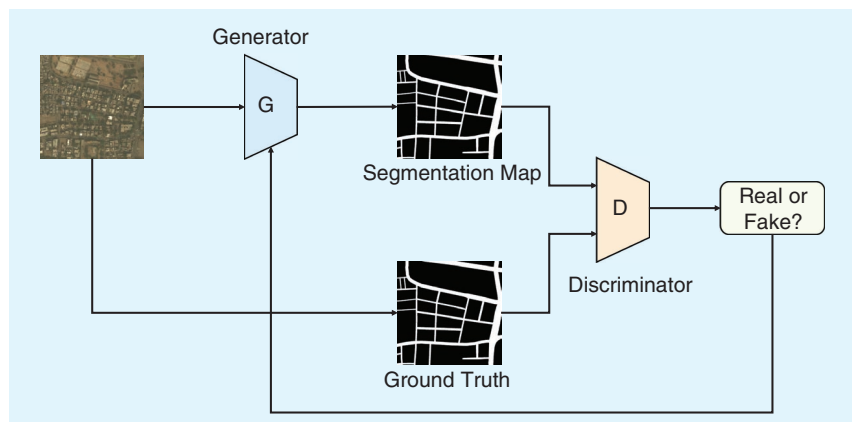 Generator
G
Segmentation Map
D
Real or
Fake?
Discriminator
Ground Truth